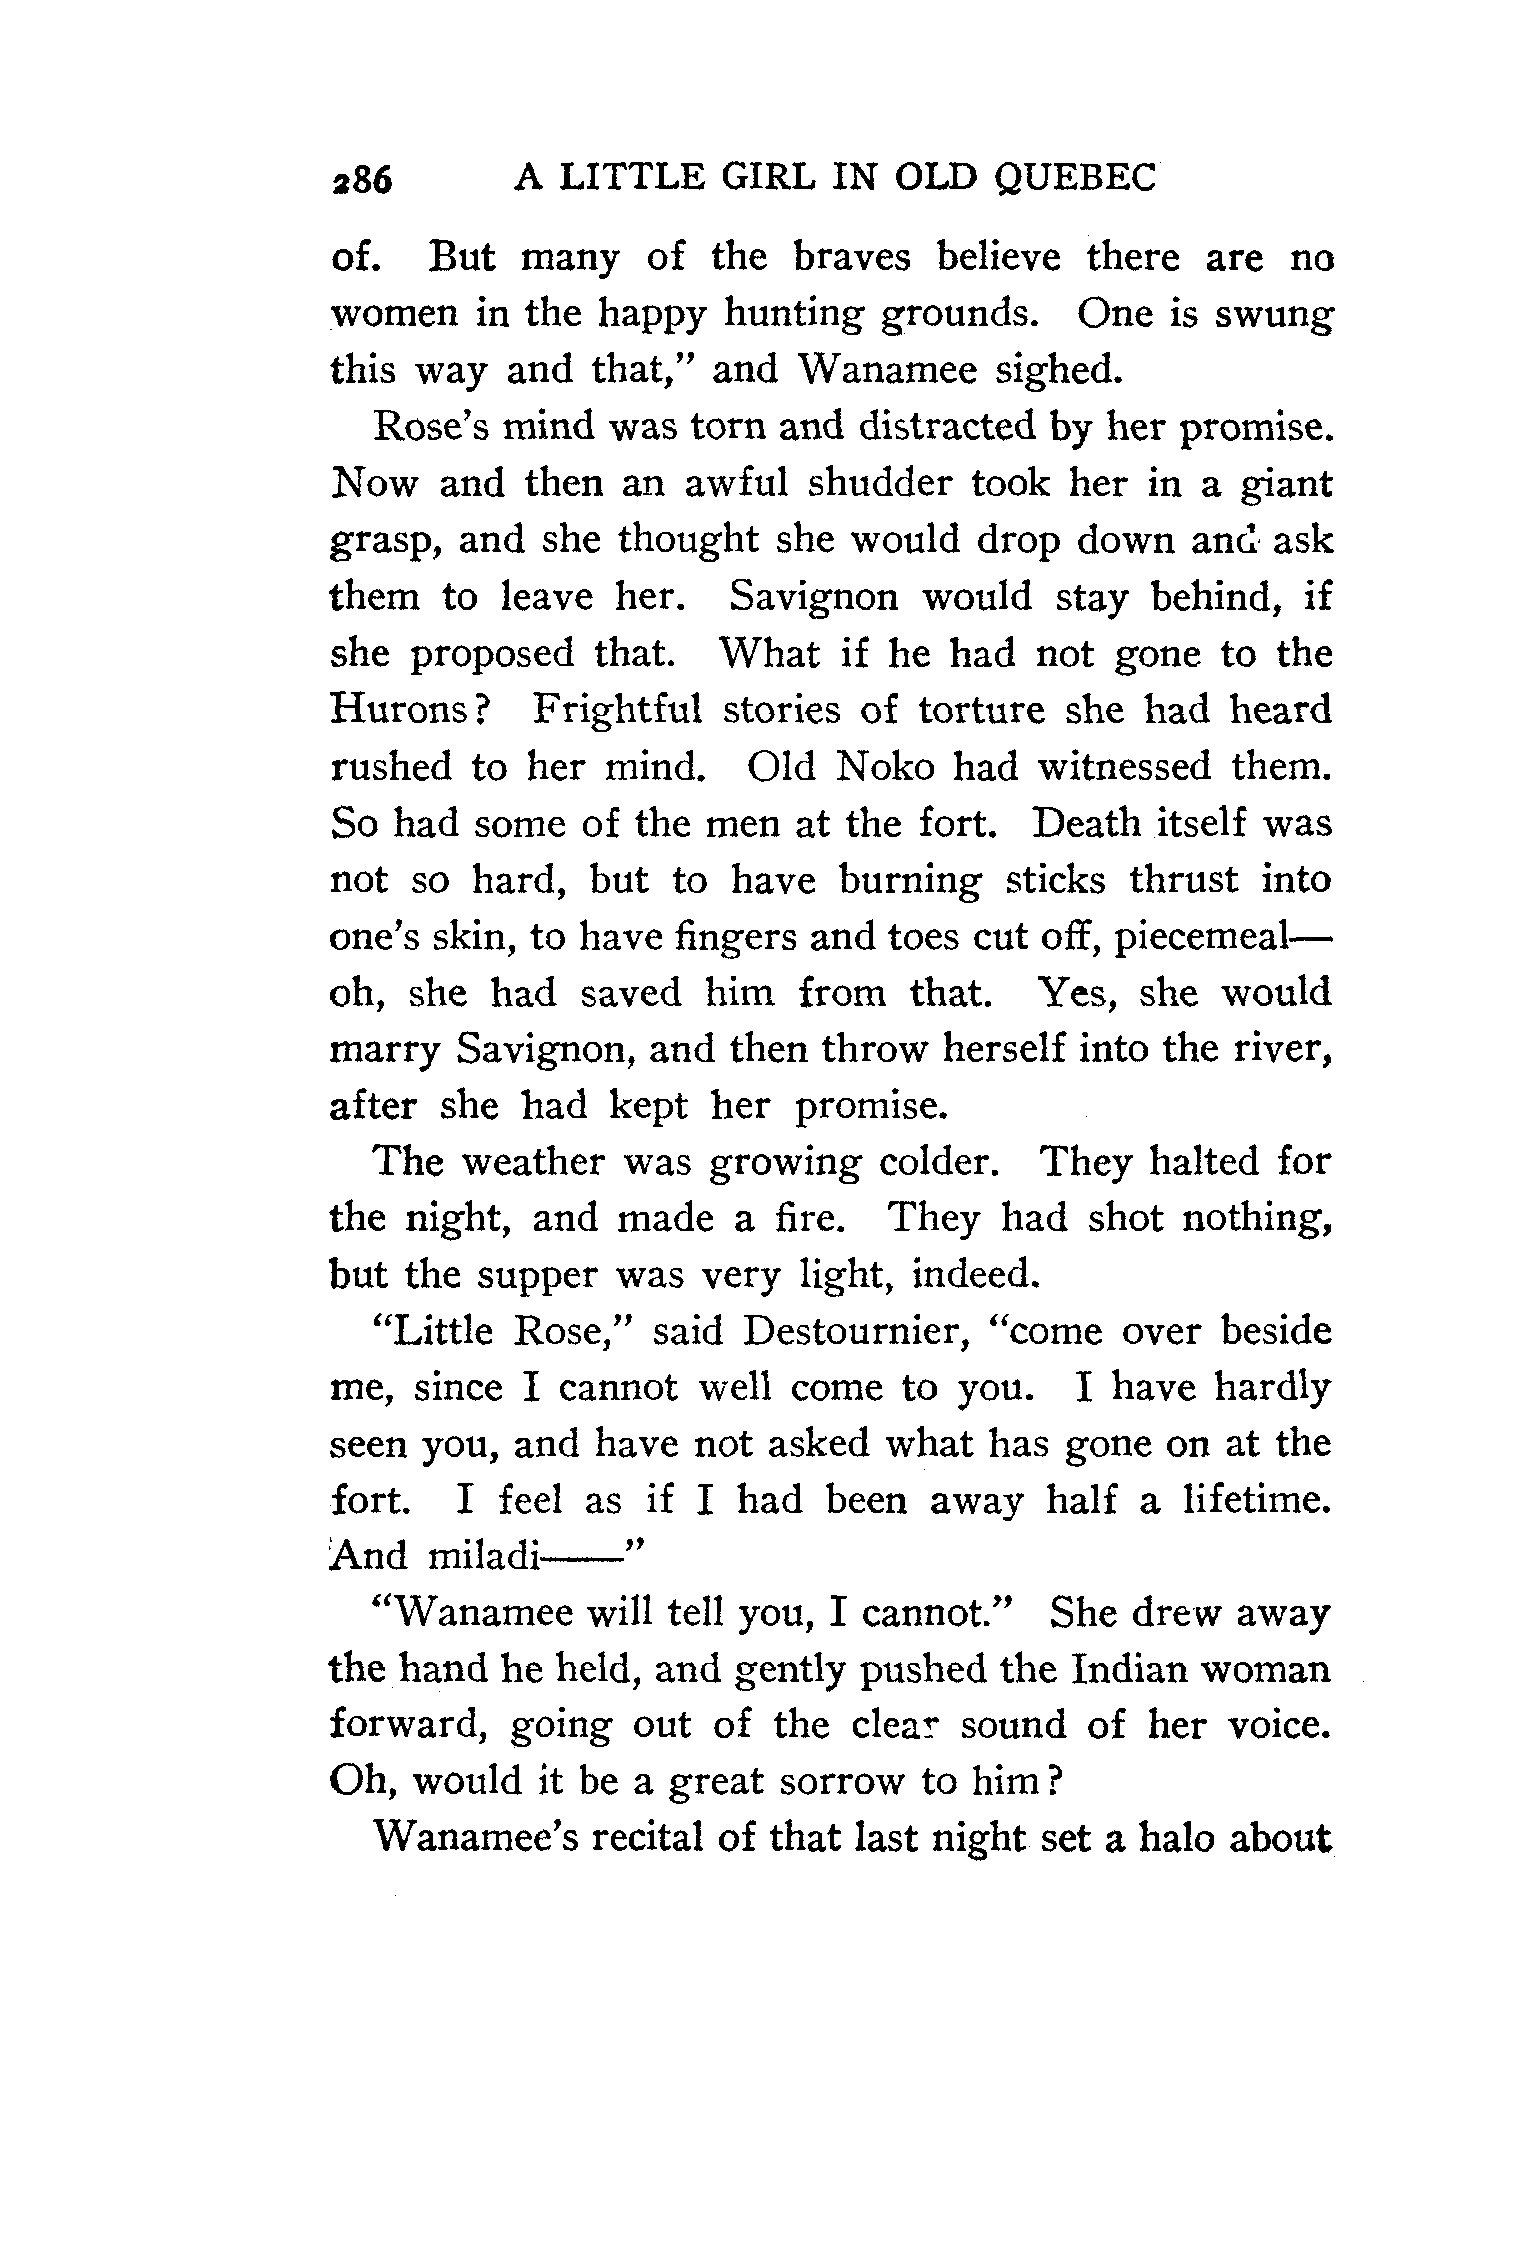 286 A LITTLE GIRL IN OLD QUEBEC
of. But many of the braves believe there are no
women in the happy hunting grounds. One is swung
this way and that,” and Wanamee sighed.
Rose’s mind was torn and distracted by her promise.
Now and then an awful shudder took her in a giant
grasp, and she thought she would drop down and ask
them to leave her. Savignon would stay behind, if
she proposed that. What if he had not gone to the
Hurons? Frightful stories of torture she had heard
rushed to her mind. Old Noko had witnessed them.
So had some of the men at the fort. Death itself was
not so hard, but to have burning sticks thrust into
one’s skin, to have fingers and toes cut off, piecemeal—
oh, she had saved him from that. Yes, she would
marry Savignon, and then throw herself into the river,
after she had kept her promise.
The weather was growing colder. They halted for
the night, and made a fire. They had shot nothing,
but the supper was very light, indeed.
“Little Rose,” said Destournier, “come over beside
me, since I cannot well come to you. I have hardly
seen you, and have not asked what has gone on at the
fort. I feel as if I had been away half a lifetime.
And miladi——”
“Wanamee will tell you, I cannot.” She drew away
the hand he held, and gently pushed the Indian woman
forward, going out of the clear sound of her voice.
Oh, would it be a great sorrow to him?
Wanamee’s recital of that last night set a halo about